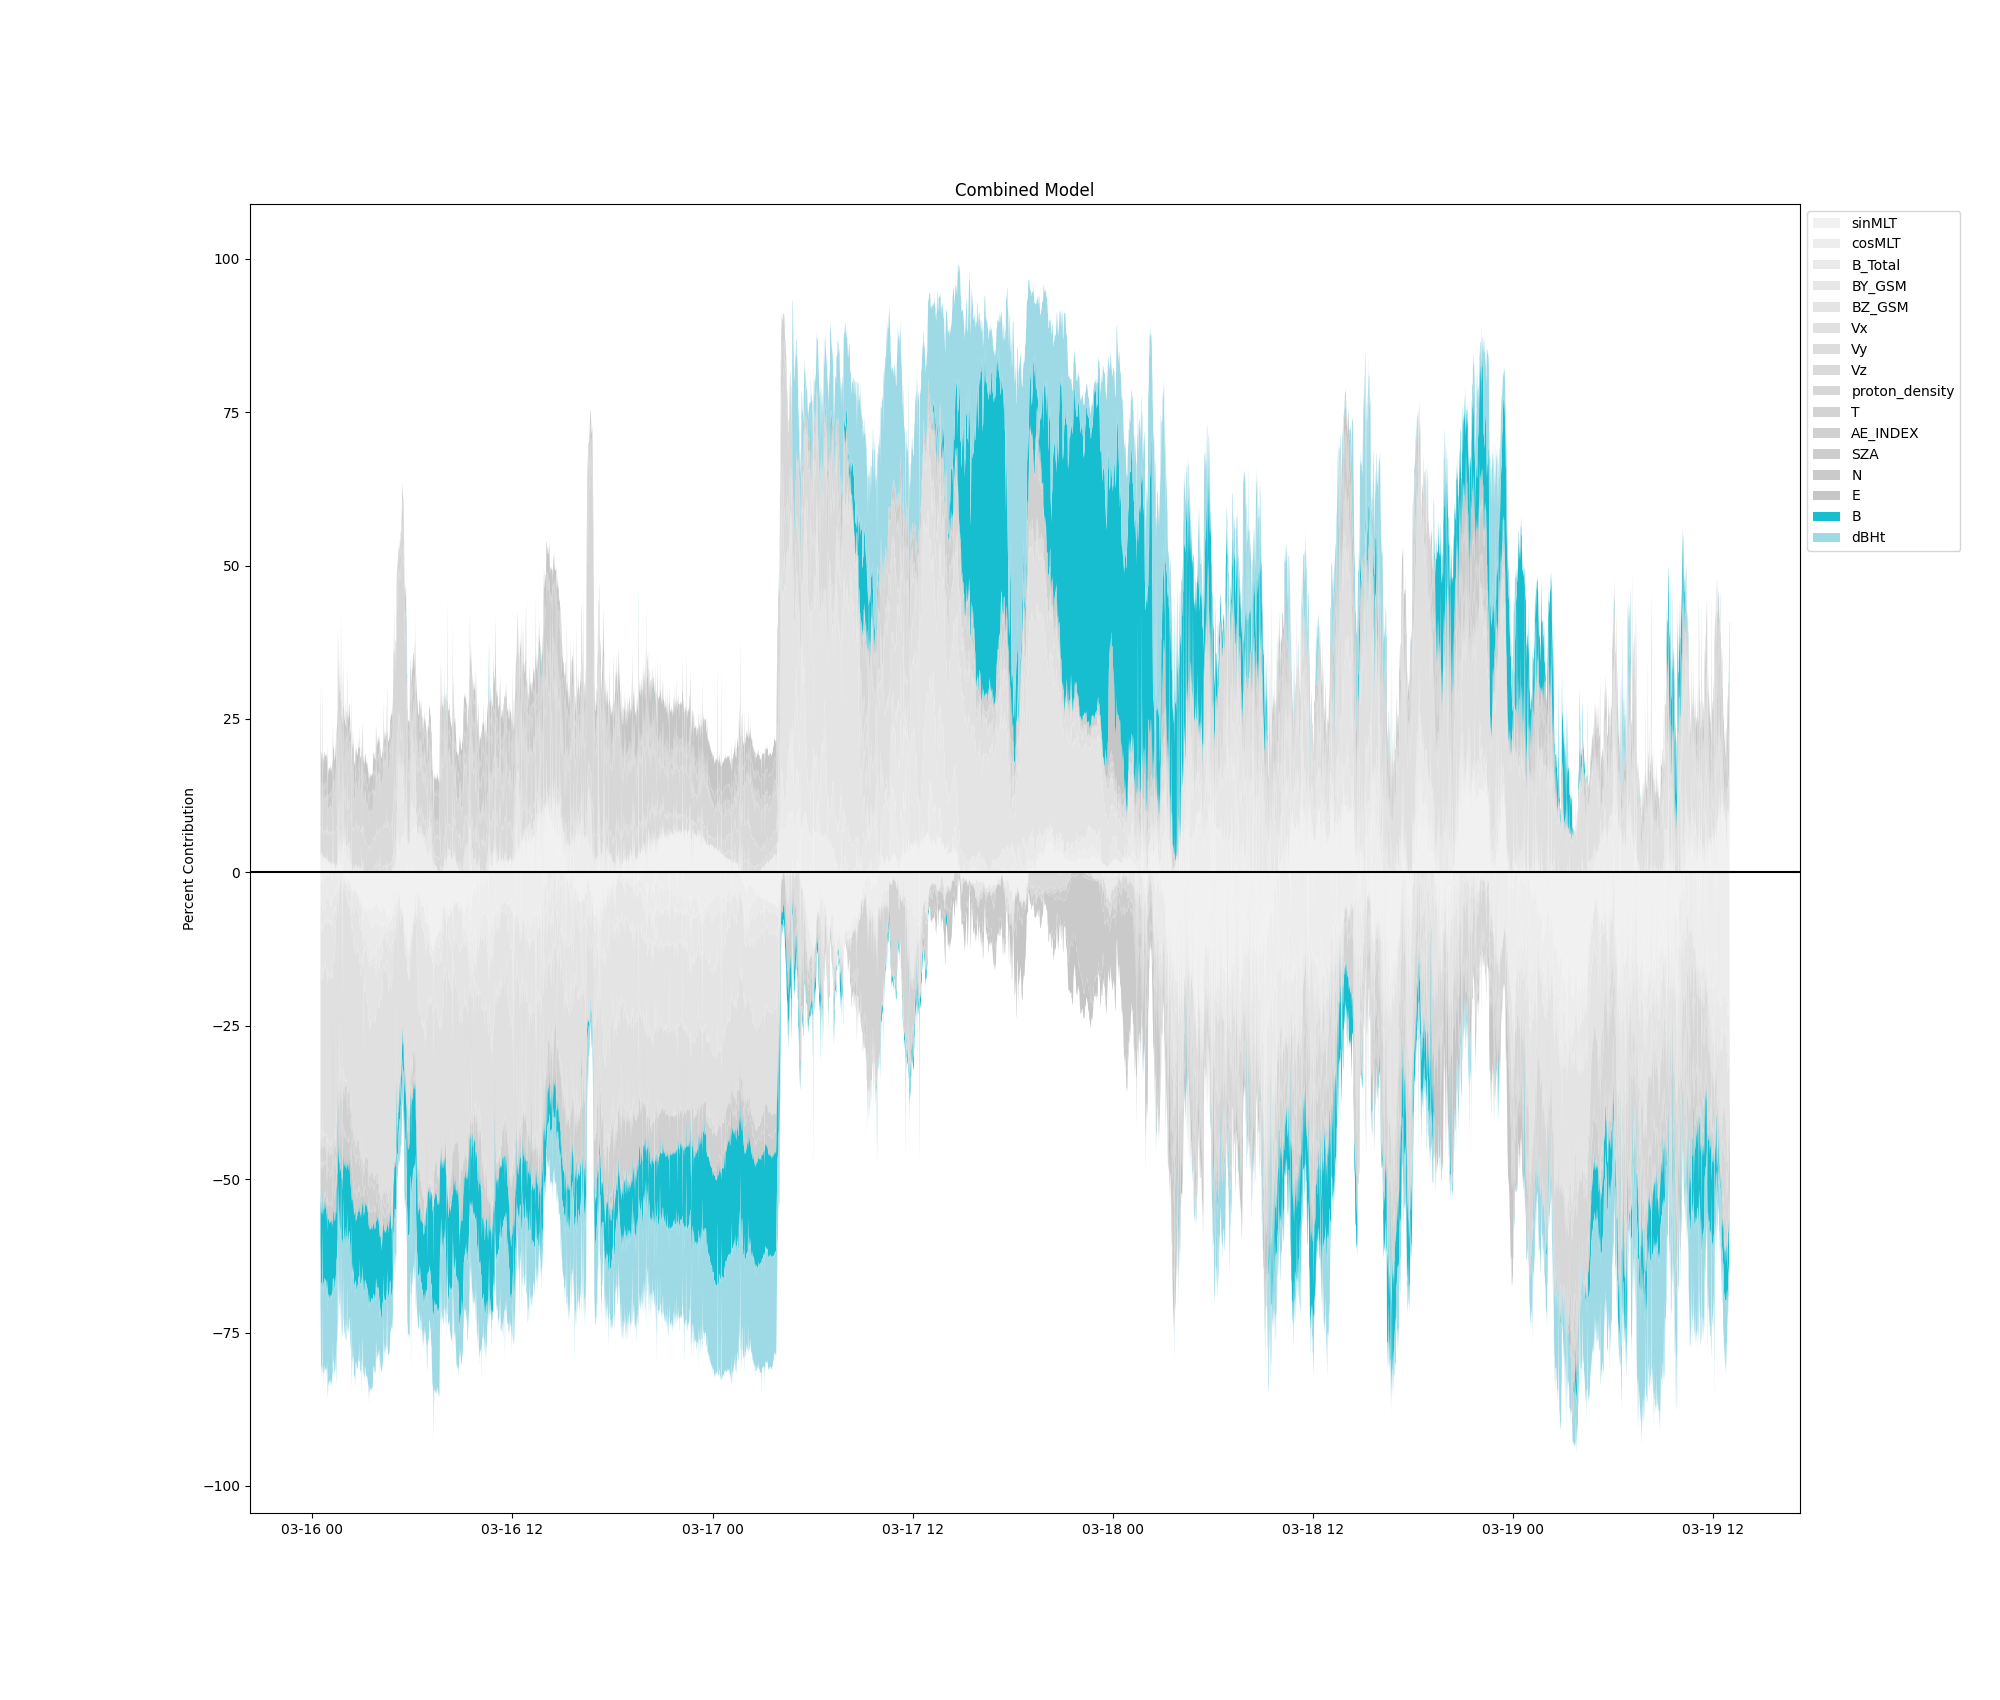 Combined Model
Percent Contribution
100
75
50
25
0
−25
−50
−75
−100
03-16 00
03-16 12
03-17 00
03-17 12
03-18 00
03-18 12
03-19 00
03-19 12
sinMLT
cosMLT
B_Total
BY_GSM
BZ_GSM
Vx
Vy
Vz
proton_density
T
AE_INDEX
SZA
N
E
B
dBHt